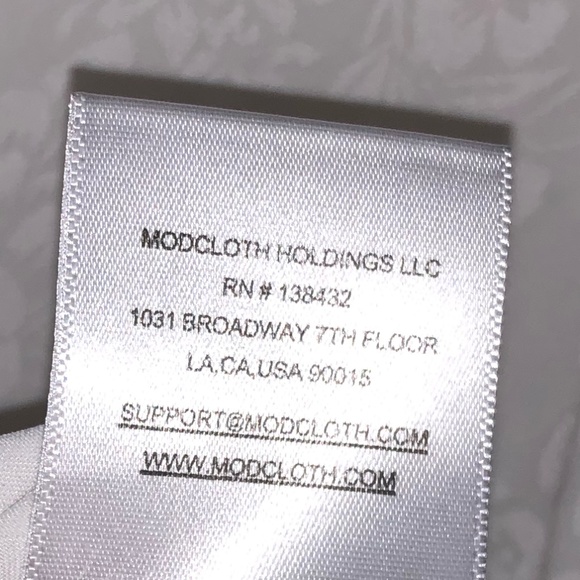 MODCLOTH HOLDINGS LLC
RN # 138432
1031 BROADWAY 7TH FLOOR
LA,CA,USA 90015
SUPPORT@MODCLOTH.COM
WWW.MODCLOTH.COM